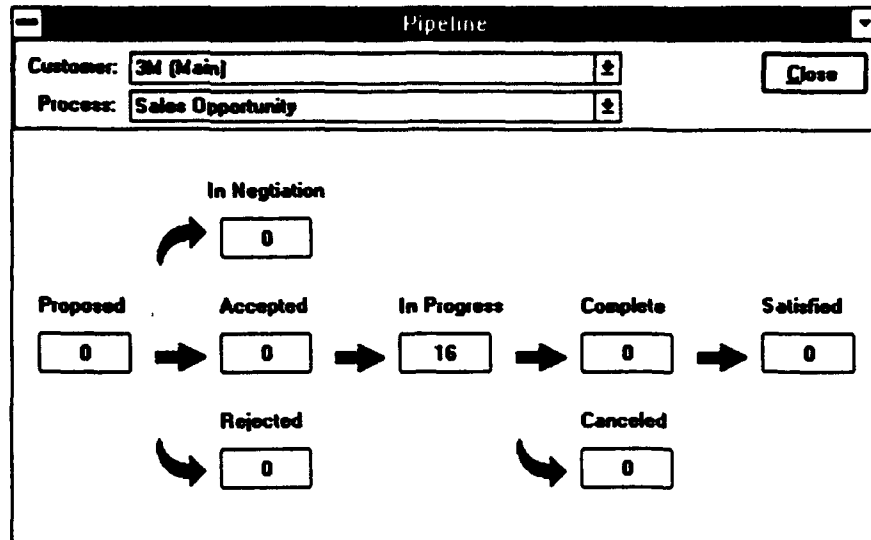 Pipeline
Customer: 3M (Main)
Close
Process: Sales Opportunity
In Negtiation
0
Proposed Accepted In Progress Complete Satisfied
0 0 16 0 0
Rejected Canceled
0 0